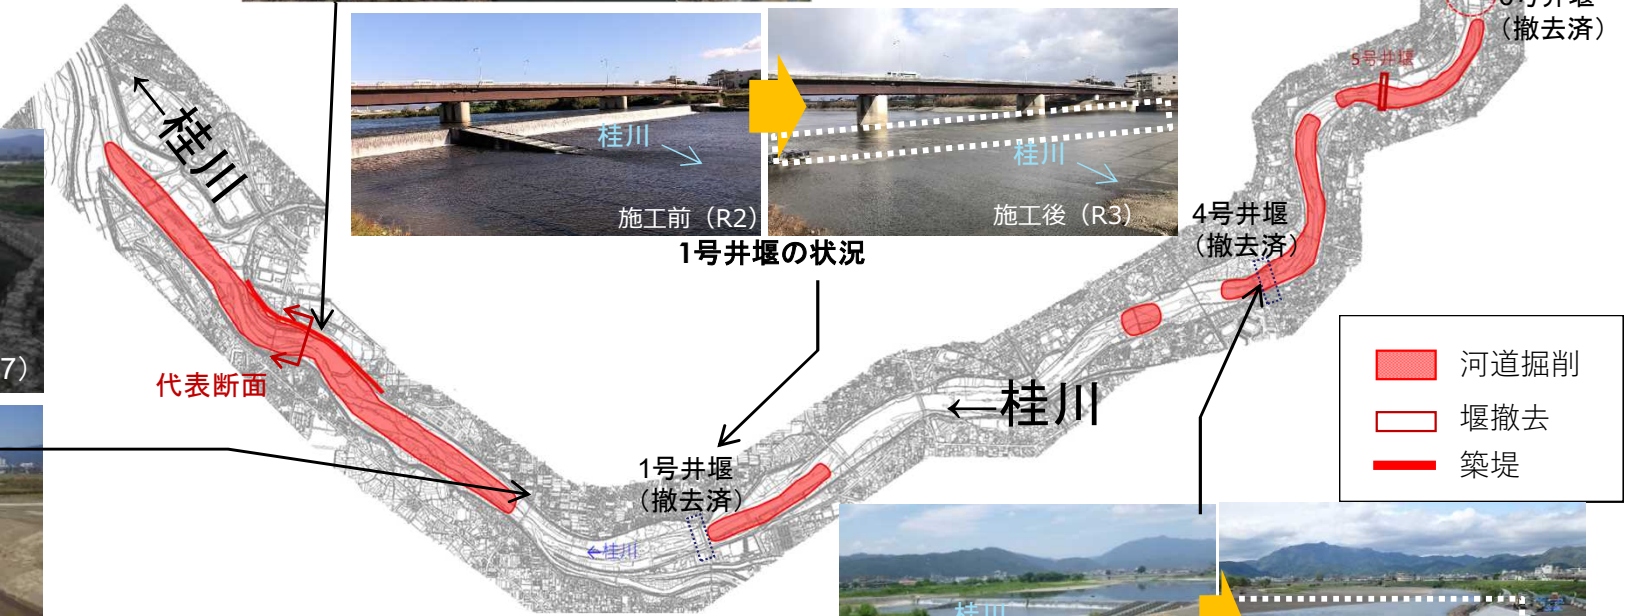 号井堰
(撤去済)
5号井堰
←桂川
桂川
施工前（R2）
桂川
施工後（R3）
1号井堰の状況
4号井堰
(撤去済)
7）
代表断面
河道掘削
堰撤去
築堤
←桂川
1号井堰
(撤去済)
←桂川
桂川